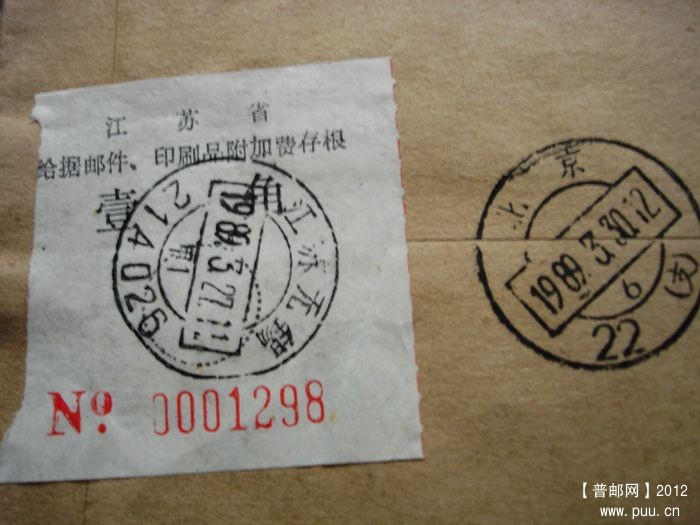 江苏省
给据邮件、印刷品附加费存根
壹角
江苏无锡
1989.3.27.11
214029
No 0001298
北京
1989.3.30.12
6
(支)
22
【普邮网】2012
www.puu.cn